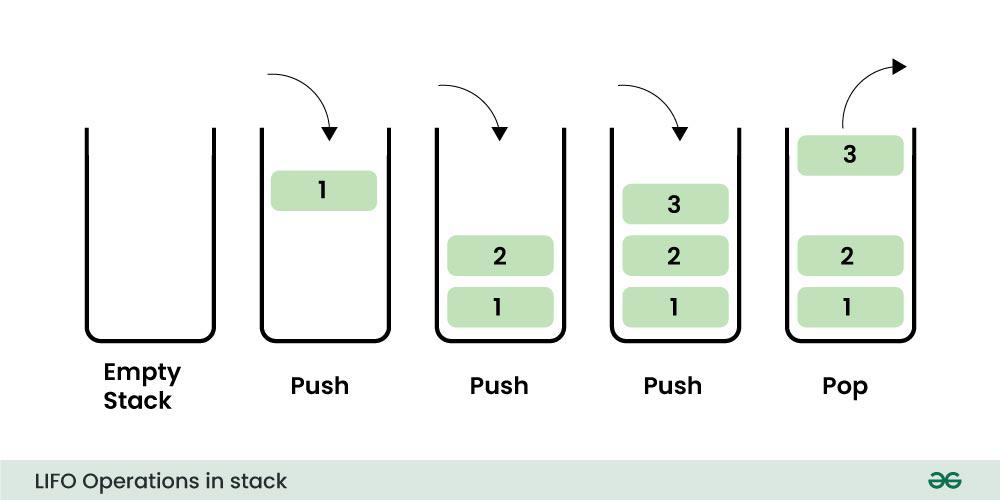 1
2
1
3
2
1
3
2
1
Empty
Stack
Push
Push
Push
Pop
LIFO Operations in stack